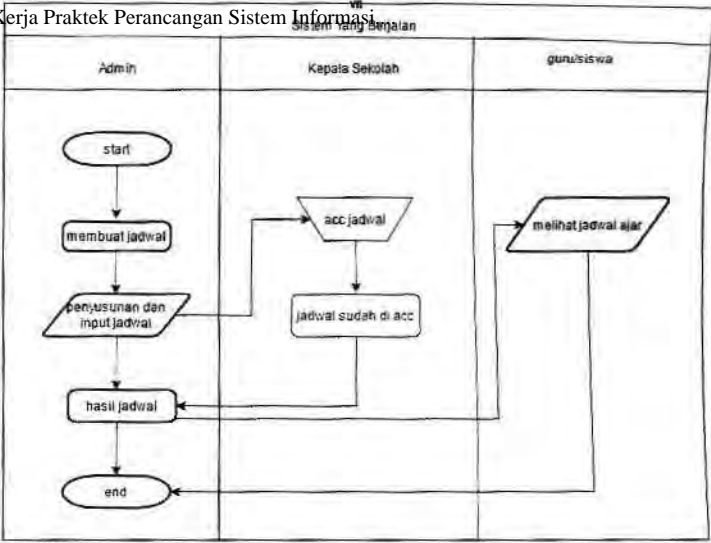 Kerja Praktek Perancangan Sistem Informasi
VII
Sistem Yang Berjalan
Admin
Kepala Sekolah
guru/siswa
start
membuat jadwal
penyusunan dan
input jadwal
hasil jadwal
end
acc jadwal
jadwal sudah di acc
melihat jadwal ajar